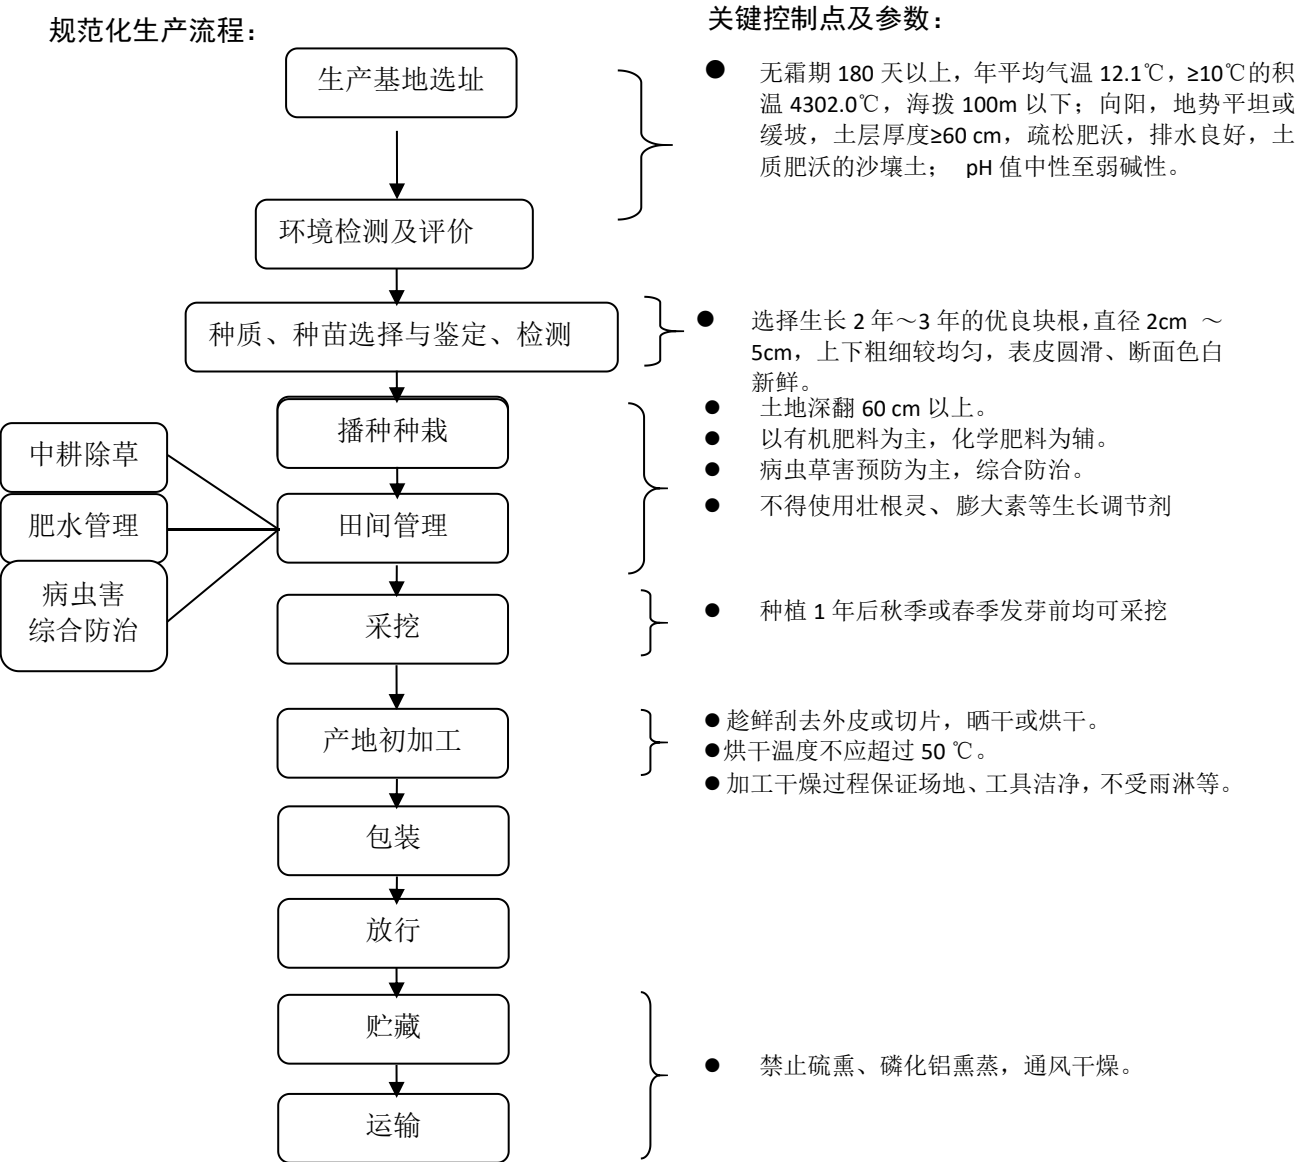 规范化生产流程：
关键控制点及参数：
生产基地选址
● 无霜期 180 天以上，年平均气温 12.1℃，≥10℃的积
温 4302.0℃，海拨 100m 以下；向阳，地势平坦或
缓坡，土层厚度≥60 cm，疏松肥沃，排水良好，土
质肥沃的沙壤土； pH 值中性至弱碱性。
环境检测及评价
种质、种苗选择与鉴定、检测
● 选择生长 2 年～3 年的优良块根，直径 2cm ～
5cm，上下粗细较均匀，表皮圆滑、断面色白
新鲜。
播种种栽
● 土地深翻 60 cm 以上。
● 以有机肥料为主，化学肥料为辅。
● 病虫草害预防为主，综合防治。
● 不得使用壮根灵、膨大素等生长调节剂
中耕除草
肥水管理
病虫害
综合防治
田间管理
采挖
● 种植 1 年后秋季或春季发芽前均可采挖
产地初加工
● 趁鲜刮去外皮或切片，晒干或烘干。
●烘干温度不应超过 50 ℃。
● 加工干燥过程保证场地、工具洁净，不受雨淋等。
包装
放行
贮藏
● 禁止硫熏、磷化铝熏蒸，通风干燥。
运输